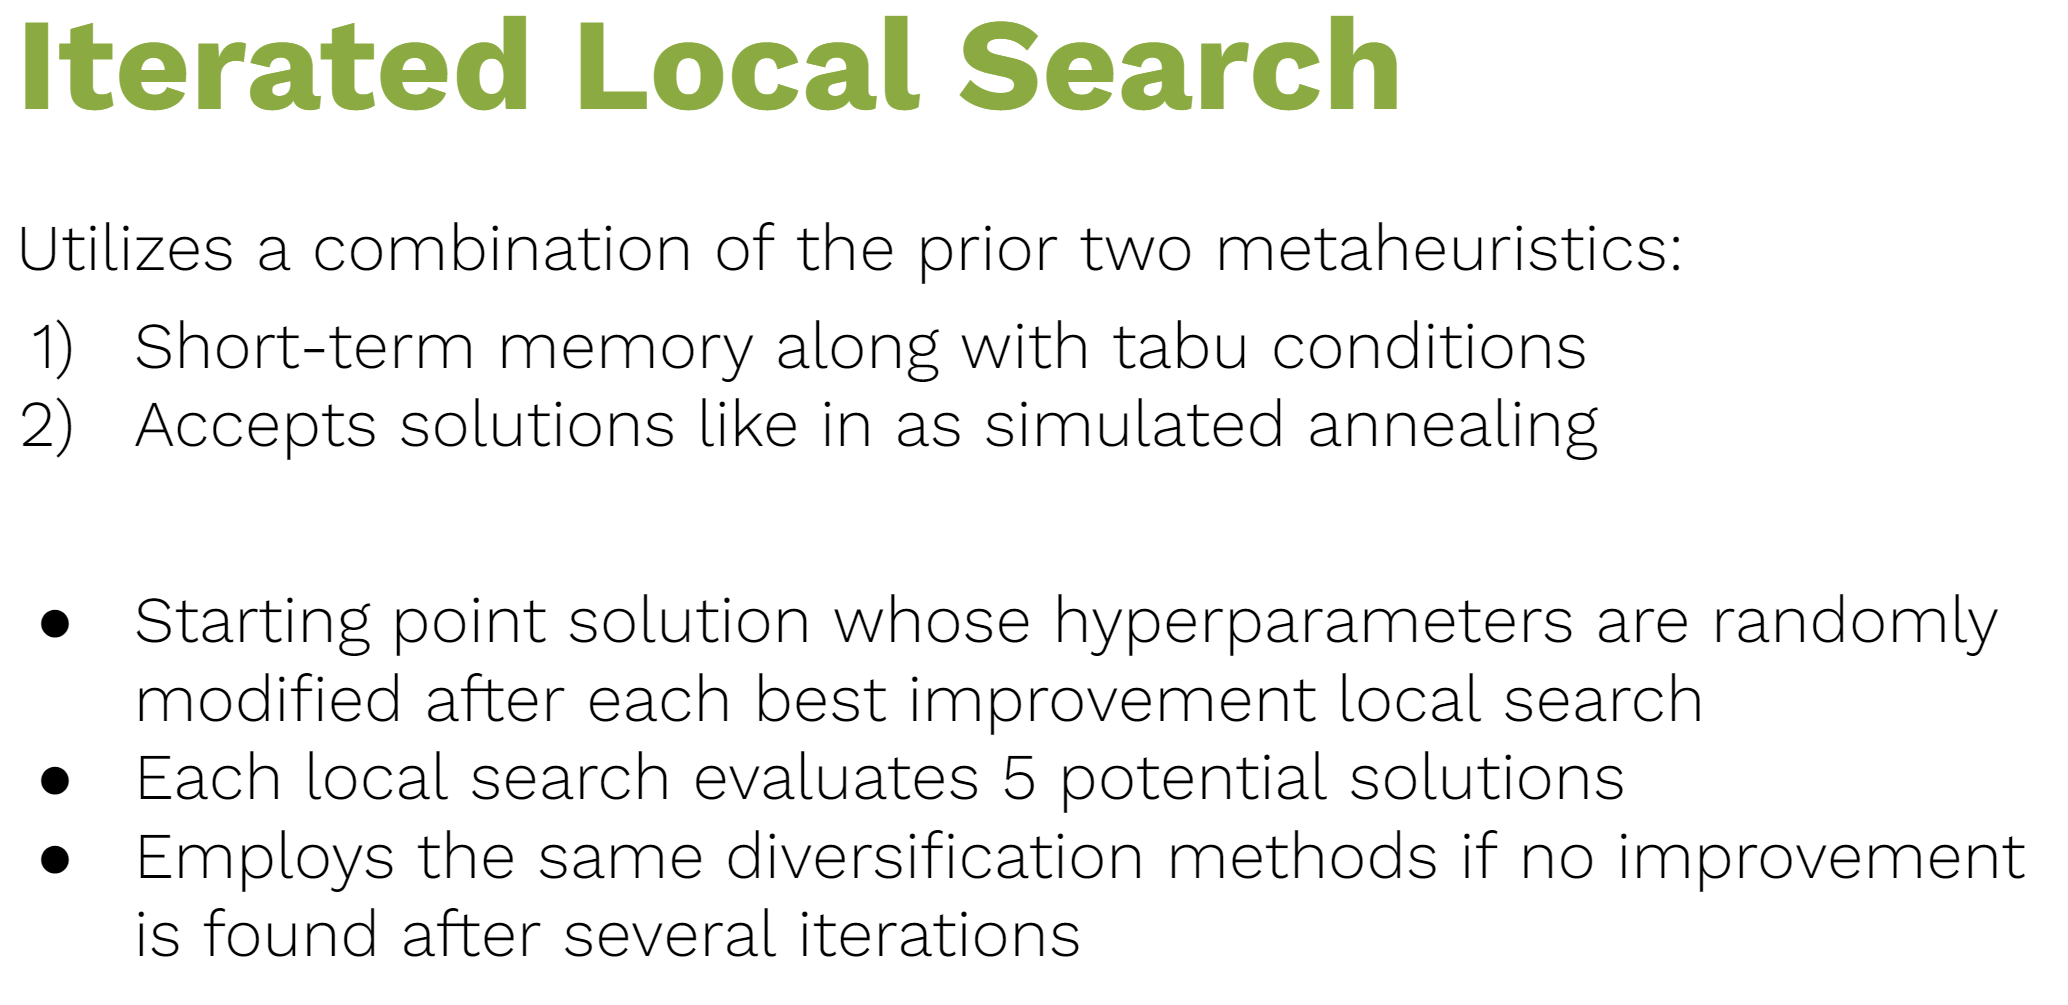 Iterated Local Search
Utilizes a combination of the prior two metaheuristics:
1) Short-term memory along with tabu conditions
2) Accepts solutions like in as simulated annealing
● Starting point solution whose hyperparameters are randomly
modified after each best improvement local search
● Each local search evaluates 5 potential solutions
● Employs the same diversification methods if no improvement
is found after several iterations